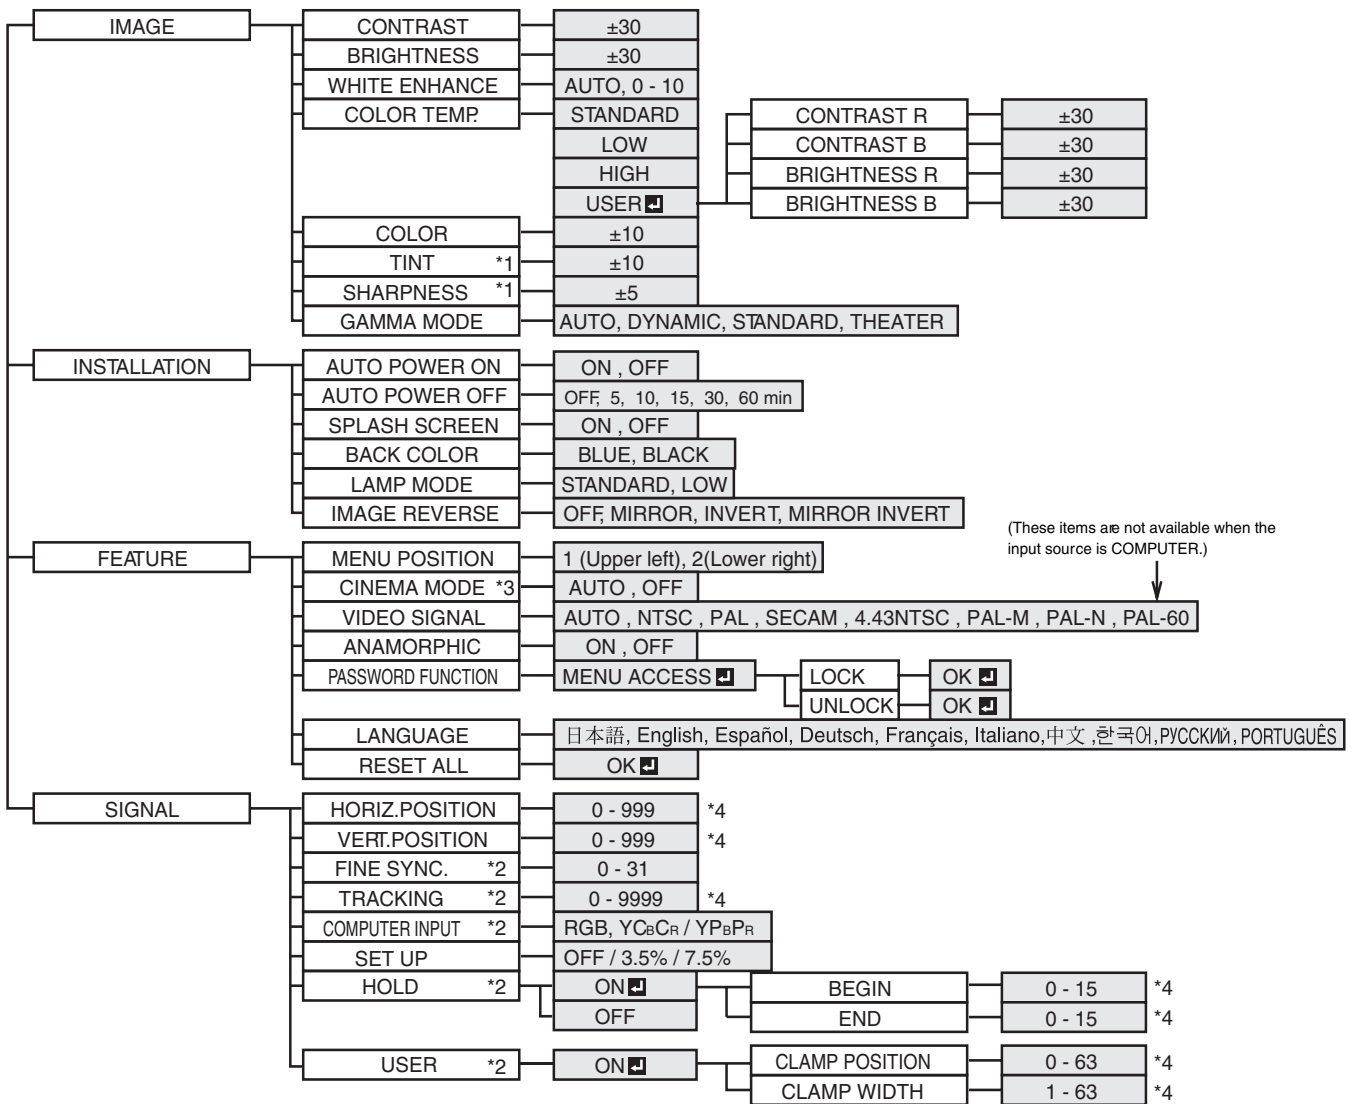 IMAGE CONTRAST ±30
BRIGHTNESS ±30
WHITE ENHANCE AUTO, 0 - 10
COLOR TEMP. STANDARD CONTRAST R ±30
LOW CONTRAST B ±30
HIGH BRIGHTNESS R ±30
USER BRIGHTNESS B ±30
COLOR ±10
TINT *1 ±10
SHARPNESS *1 ±5
GAMMA MODE AUTO, DYNAMIC, STANDARD, THEATER
INSTALLATION AUTO POWER ON ON , OFF
AUTO POWER OFF OFF, 5, 10, 15, 30, 60 min
SPLASH SCREEN ON , OFF
BACK COLOR BLUE, BLACK
LAMP MODE STANDARD, LOW
IMAGE REVERSE OFF, MIRROR, INVERT, MIRROR INVERT
(These items are not available when the
input source is COMPUTER.)
FEATURE MENU POSITION 1 (Upper left), 2(Lower right)
CINEMA MODE *3 AUTO , OFF
VIDEO SIGNAL AUTO , NTSC , PAL , SECAM , 4.43NTSC , PAL-M , PAL-N , PAL-60
ANAMORPHIC ON , OFF
PASSWORD FUNCTION MENU ACCESS LOCK OK
UNLOCK OK
LANGUAGE 日本語, English, Español, Deutsch, Français, Italiano,中文 ,한국어,РУССКИй, PORTUGUÊS
RESET ALL OK
SIGNAL HORIZ.POSITION 0 - 999 *4
VERT.POSITION 0 - 999 *4
FINE SYNC. *2 0 - 31
TRACKING *2 0 - 9999 *4
COMPUTER INPUT *2 RGB, YCBCR / YPBPR
SET UP OFF / 3.5% / 7.5%
HOLD *2 ON BEGIN 0 - 15 *4
OFF END 0 - 15 *4
USER *2 ON CLAMP POSITION 0 - 63 *4
CLAMP WIDTH 1 - 63 *4